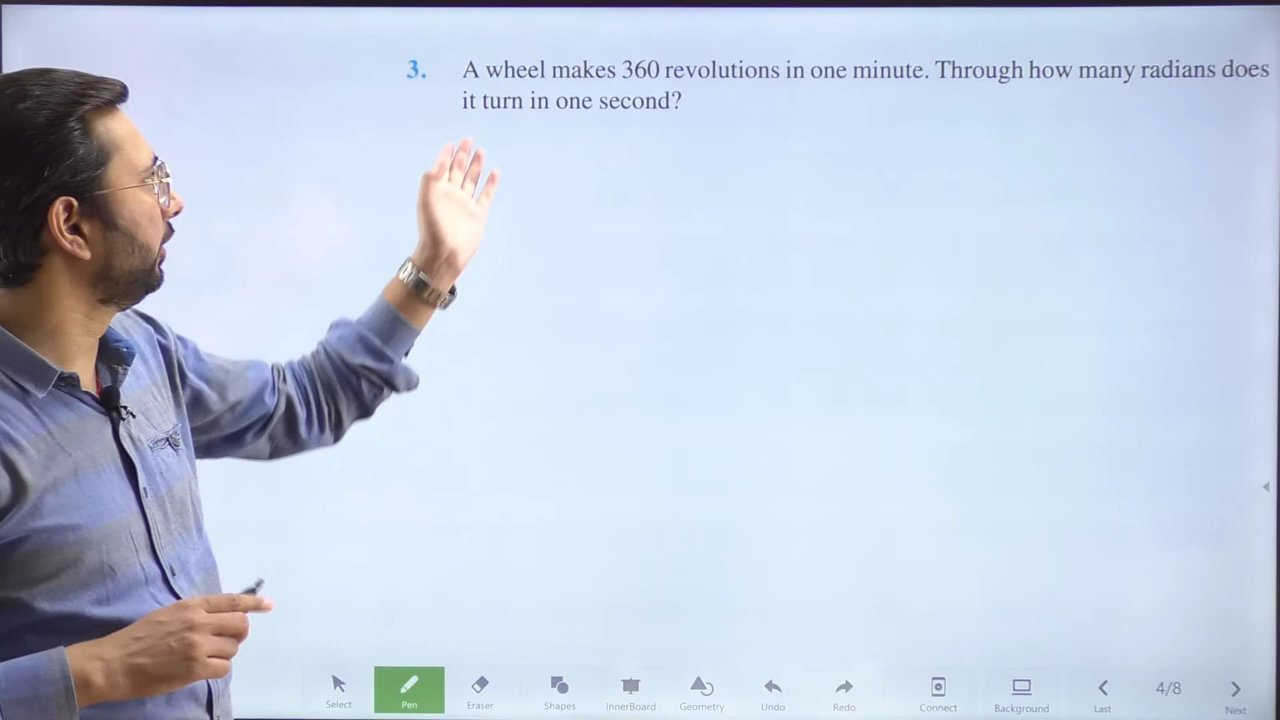 3. A wheel makes 360 revolutions in one minute. Through how many radians does
it turn in one second?
Select Pen Eraser Shapes InnerBoard Geometry Undo Redo Connect Background Last 4/8 Next